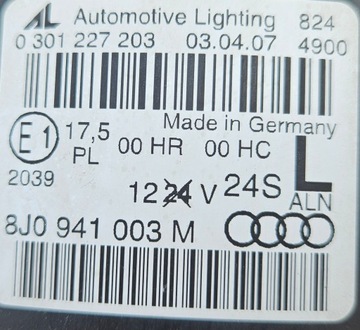 AL Automotive Lighting 824
0 301 227 203 03.04.07 4900
Made in Germany
E1 17,5 00 HR 00 HC L
PL
2039 12 24 V 24S ALN
8J0 941 003 M